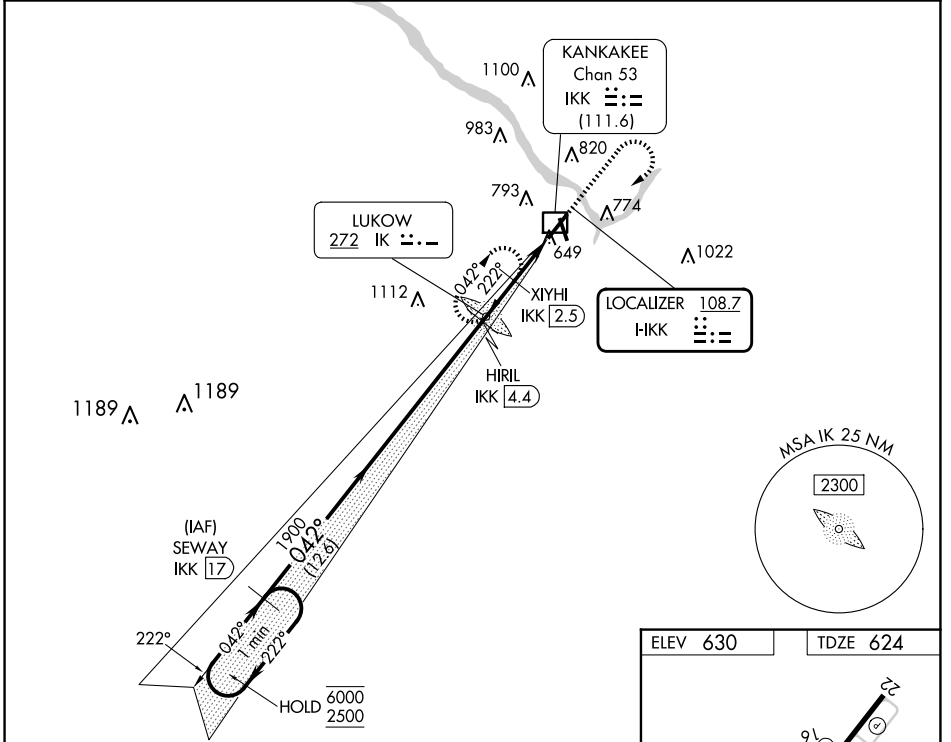 KANKAKEE
Chan 53
IKK
(111.6)
1100
983
820
793
774
649
1022
LUKOW
272 IK
1112
042°
222°
XIYHI
IKK 2.5
LOCALIZER 108.7
I-IKK
HIRIL
IKK 4.4
1189
1189
MSA IK 25 NM
2300
(IAF)
SEWAY
IKK 17
1900
042°
(12.6)
222°
042°
1 min
222°
HOLD 6000
2500
ELEV 630
TDZE 624
22
16
P